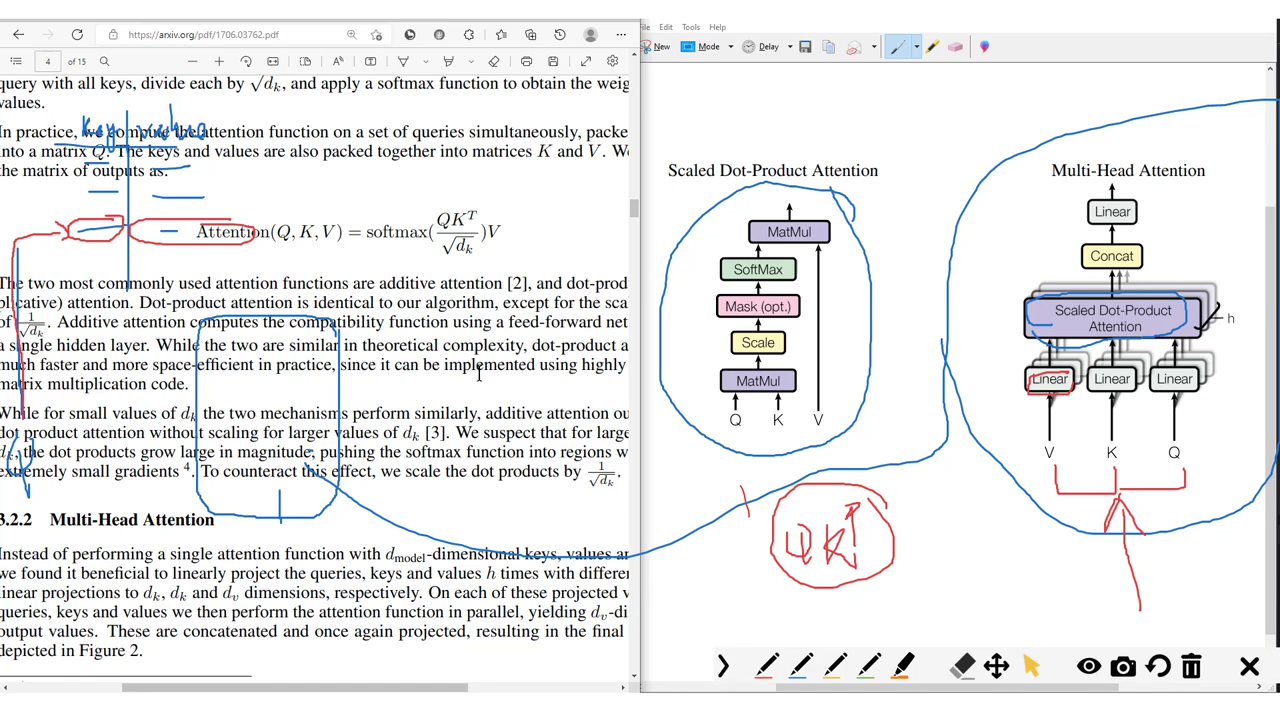 https://arxiv.org/pdf/1706.03762.pdf
4 of 15
query with all keys, divide each by √dk, and apply a softmax function to obtain the weig
values.
In practice, we compute the attention function on a set of queries simultaneously, packe
into a matrix Q. The keys and values are also packed together into matrices K and V. We
the matrix of outputs as:
key value
Attention(Q, K, V) = softmax(QK^T/√dk)V
The two most commonly used attention functions are additive attention [2], and dot-prod
plicative) attention. Dot-product attention is identical to our algorithm, except for the sca
of 1/√dk. Additive attention computes the compatibility function using a feed-forward net
a single hidden layer. While the two are similar in theoretical complexity, dot-product a
much faster and more space-efficient in practice, since it can be implemented using highly
matrix multiplication code.
While for small values of dk the two mechanisms perform similarly, additive attention ou
dot product attention without scaling for larger values of dk [3]. We suspect that for large
dk, the dot products grow large in magnitude, pushing the softmax function into regions w
extremely small gradients 4. To counteract this effect, we scale the dot products by 1/√dk.
3.2.2 Multi-Head Attention
Instead of performing a single attention function with dmodel-dimensional keys, values an
we found it beneficial to linearly project the queries, keys and values h times with differen
linear projections to dk, dk and dv dimensions, respectively. On each of these projected v
queries, keys and values we then perform the attention function in parallel, yielding dv-di
output values. These are concatenated and once again projected, resulting in the final
depicted in Figure 2.
File Edit Tools Help
New Mode Delay
Scaled Dot-Product Attention
MatMul
SoftMax
Mask (opt.)
Scale
MatMul
Q K V
Multi-Head Attention
Linear
Concat
Scaled Dot-Product
Attention
h
Linear Linear Linear
V K Q
QK^T